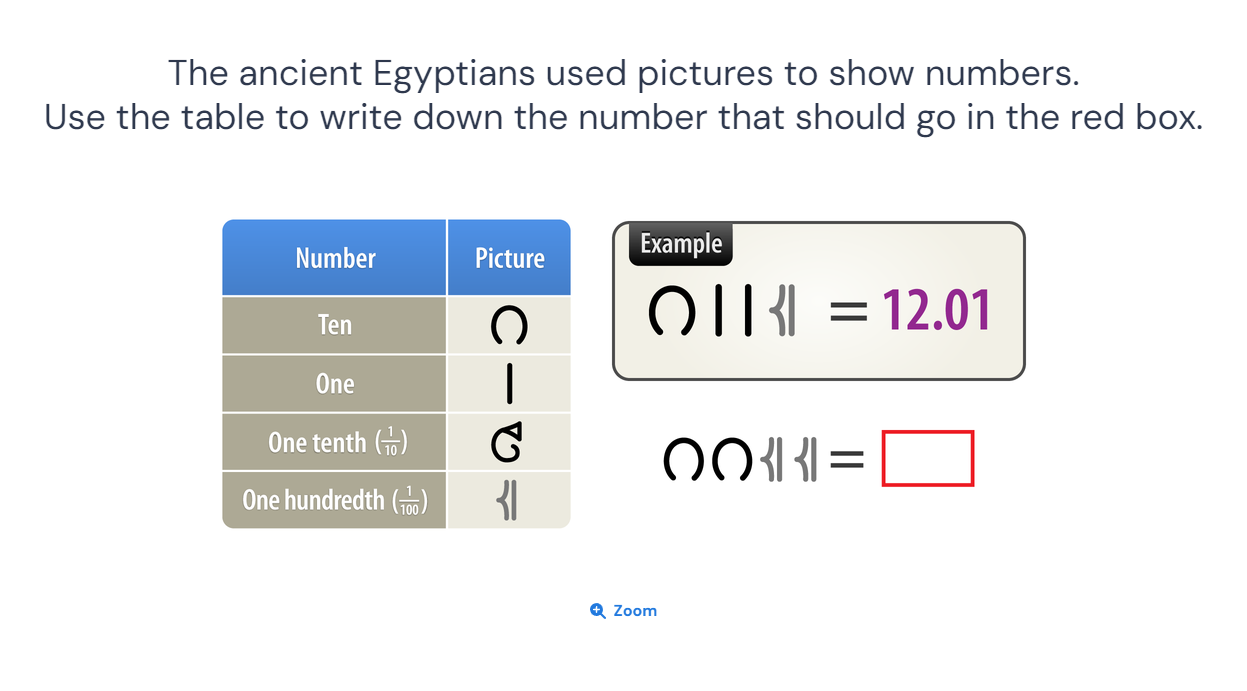 The ancient Egyptians used pictures to show numbers.
Use the table to write down the number that should go in the red box.
Number Picture
Ten
One
One tenth (1/10)
One hundredth (1/100)
Example
= 12.01
=
Zoom